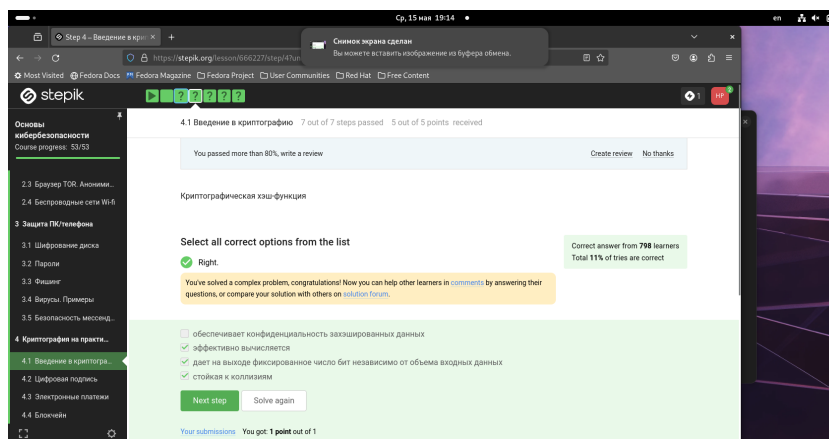 Ср, 15 мая 19:14
en
Step 4 – Введение в крип
Снимок экрана сделан
Вы можете вставить изображение из буфера обмена.
https://stepik.org/lesson/666227/step/4?un
Most Visited Fedora Docs Fedora Magazine Fedora Project User Communities Red Hat Free Content
stepik
? ? ? ? ?
1 HP 2
Основы кибербезопасности
Course progress: 53/53
4.1 Введение в криптографию 7 out of 7 steps passed 5 out of 5 points received
You passed more than 80%, write a review Create review No thanks
2.3 Браузер TOR. Аноними...
2.4 Беспроводные сети Wi-fi
3 Защита ПК/телефона
3.1 Шифрование диска
3.2 Пароли
3.3 Фишинг
3.4 Вирусы. Примеры
3.5 Безопасность мессенд...
4 Криптография на практи...
4.1 Введение в криптогра...
4.2 Цифровая подпись
4.3 Электронные платежи
4.4 Блокчейн
Криптографическая хэш-функция
Select all correct options from the list
Right.
Correct answer from 798 learners
Total 11% of tries are correct
You've solved a complex problem, congratulations! Now you can help other learners in comments by answering their
questions, or compare your solution with others on solution forum.
обеспечивает конфиденциальность захэшированных данных
эффективно вычисляется
дает на выходе фиксированное число бит независимо от объема входных данных
стойкая к коллизиям
Next step Solve again
Your submissions You got: 1 point out of 1